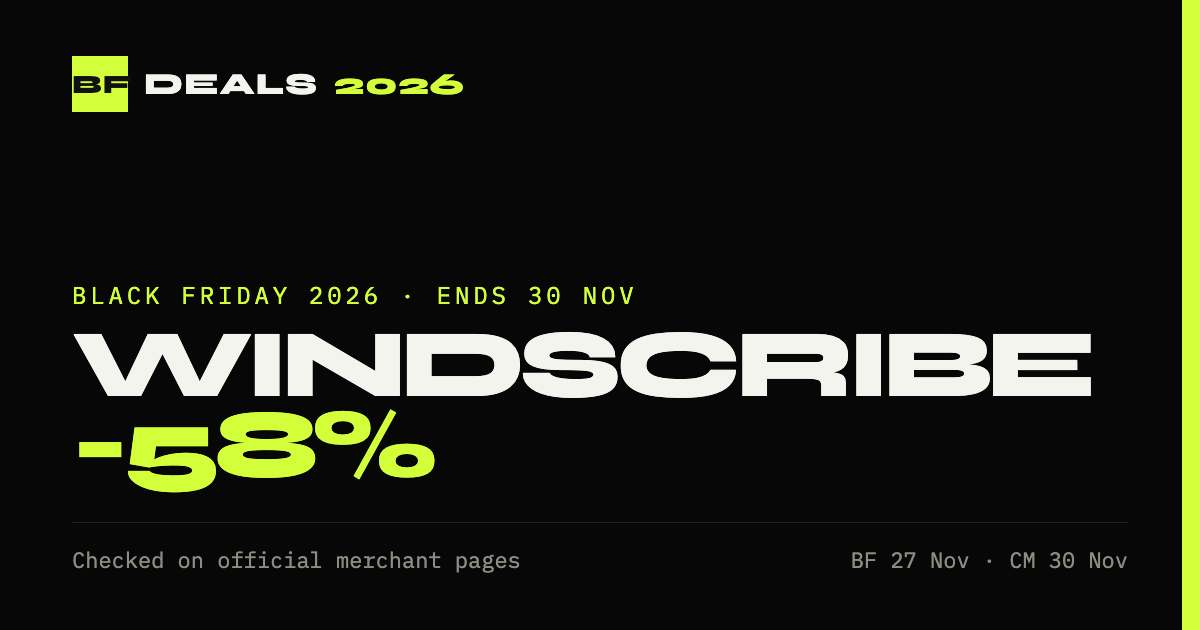 BF DEALS 2026
BLACK FRIDAY 2026 · ENDS 30 NOV
WINDSCRIBE
-58%
Checked on official merchant pages
BF 27 Nov · CM 30 Nov